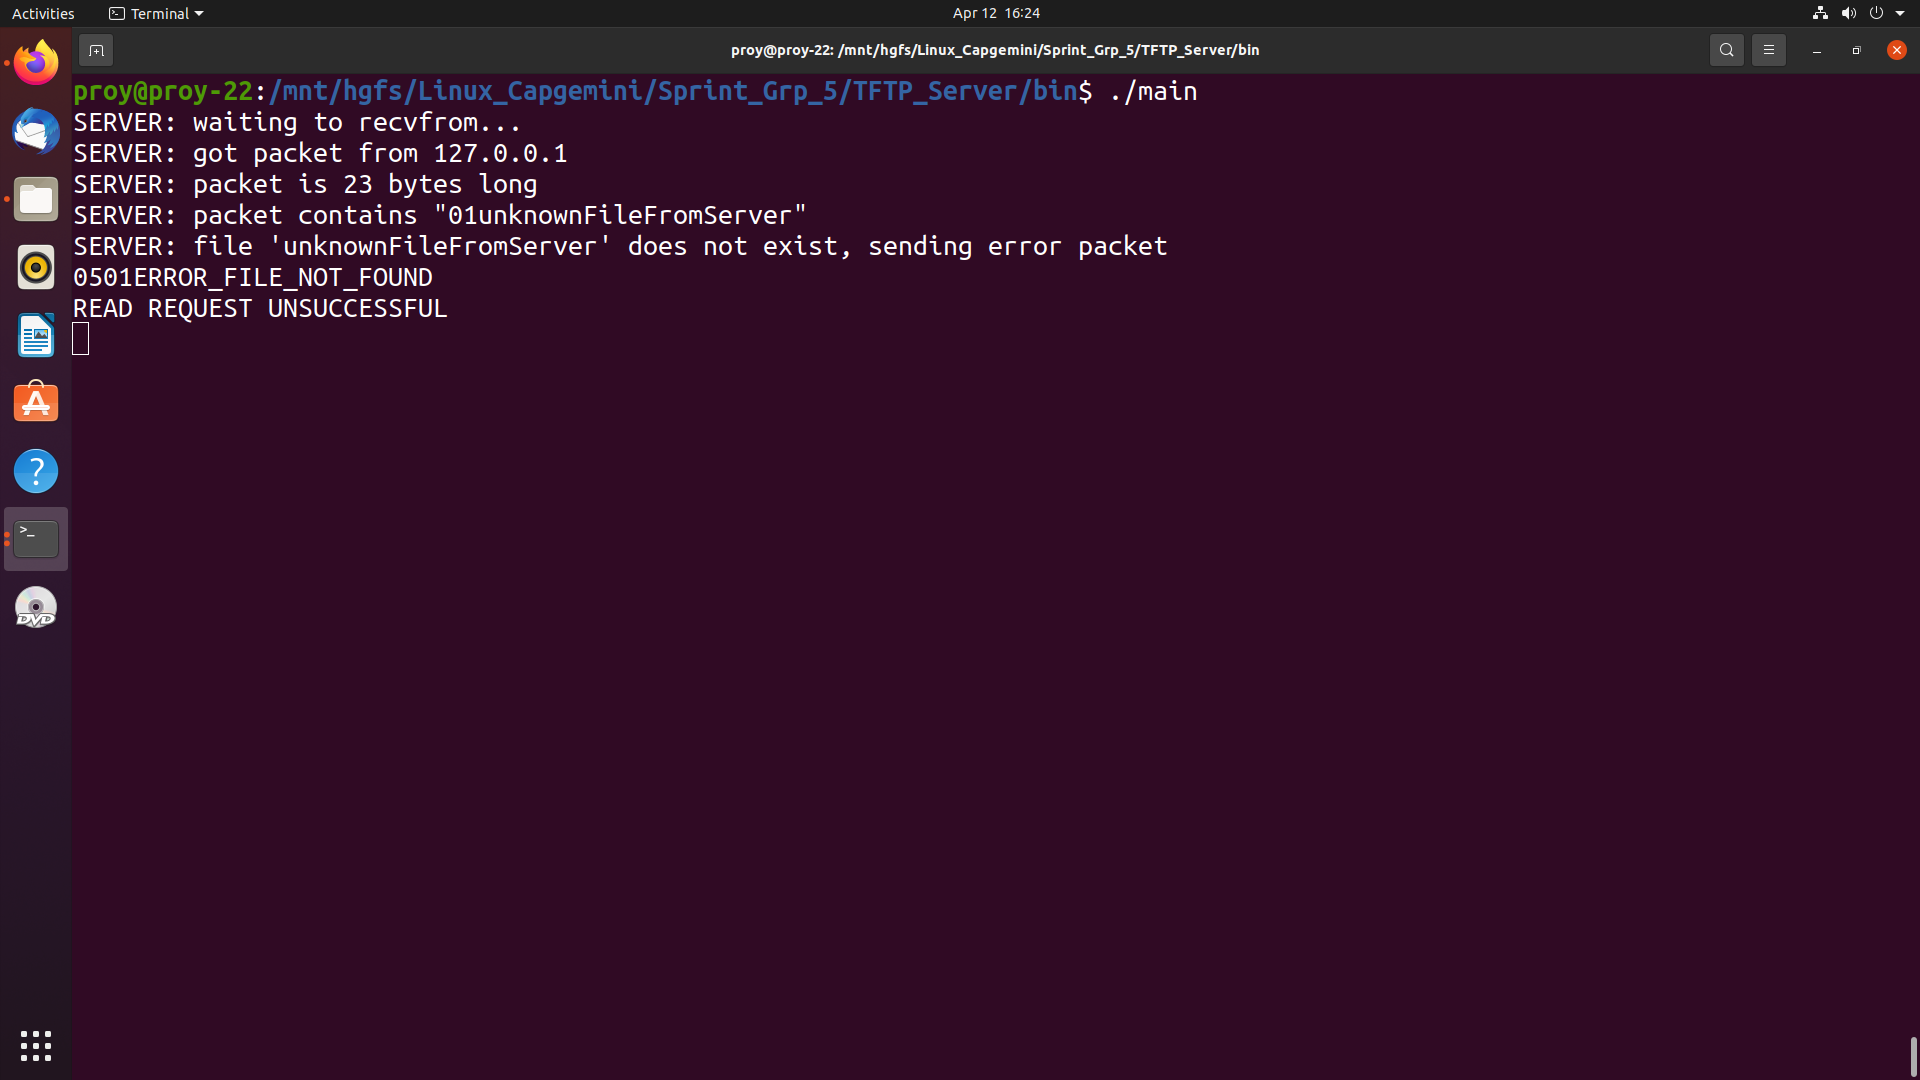 Activities
Terminal
Apr 12 16:24
proy@proy-22: /mnt/hgfs/Linux_Capgemini/Sprint_Grp_5/TFTP_Server/bin
proy@proy-22:/mnt/hgfs/Linux_Capgemini/Sprint_Grp_5/TFTP_Server/bin$ ./main
SERVER: waiting to recvfrom...
SERVER: got packet from 127.0.0.1
SERVER: packet is 23 bytes long
SERVER: packet contains "01unknownFileFromServer"
SERVER: file 'unknownFileFromServer' does not exist, sending error packet
0501ERROR_FILE_NOT_FOUND
READ REQUEST UNSUCCESSFUL
DVD